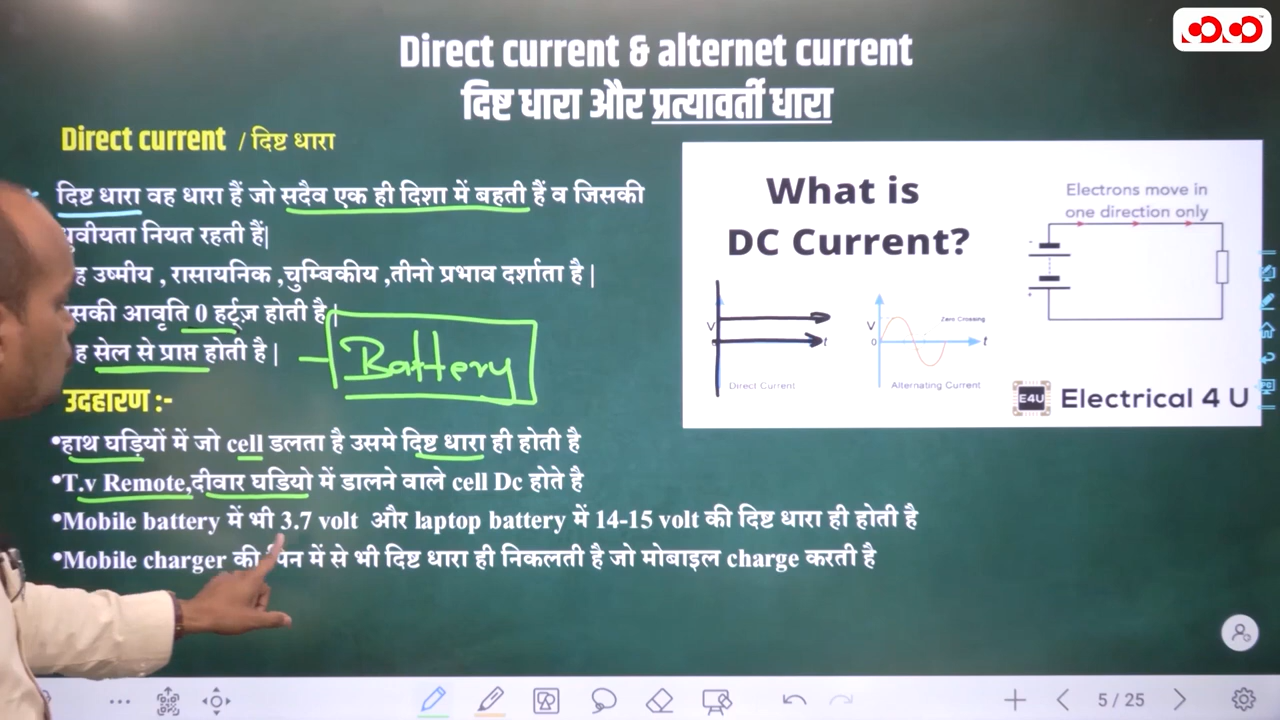 Direct current & alternet current
दिष्ट धारा और प्रत्यावर्ती धारा
Direct current / दिष्ट धारा
दिष्ट धारा वह धारा हैं जो सदैव एक ही दिशा में बहती हैं व जिसकी
नियत रहती हैं|
उष्मीय , रासायनिक ,चुम्बिकीय ,तीनो प्रभाव दर्शाता है |
आवृति 0 हर्ट्ज़ होती है |
सेल से प्राप्त होती है |
Battery
उदहारण :-
•हाथ घड़ियों में जो cell डलता है उसमे दिष्ट धारा ही होती है
•T.v Remote,दीवार घडियो में डालने वाले cell Dc होते है
•Mobile battery में भी 3.7 volt और laptop battery में 14-15 volt की दिष्ट धारा ही होती है
•Mobile charger की में से भी दिष्ट धारा ही निकलती है जो मोबाइल charge करती है
What is
DC Current?
Electrons move in
one direction only
V
t
Direct Current
V
0
Zero Crossing
t
Alternating Current
E4U
Electrical 4 U
5 / 25